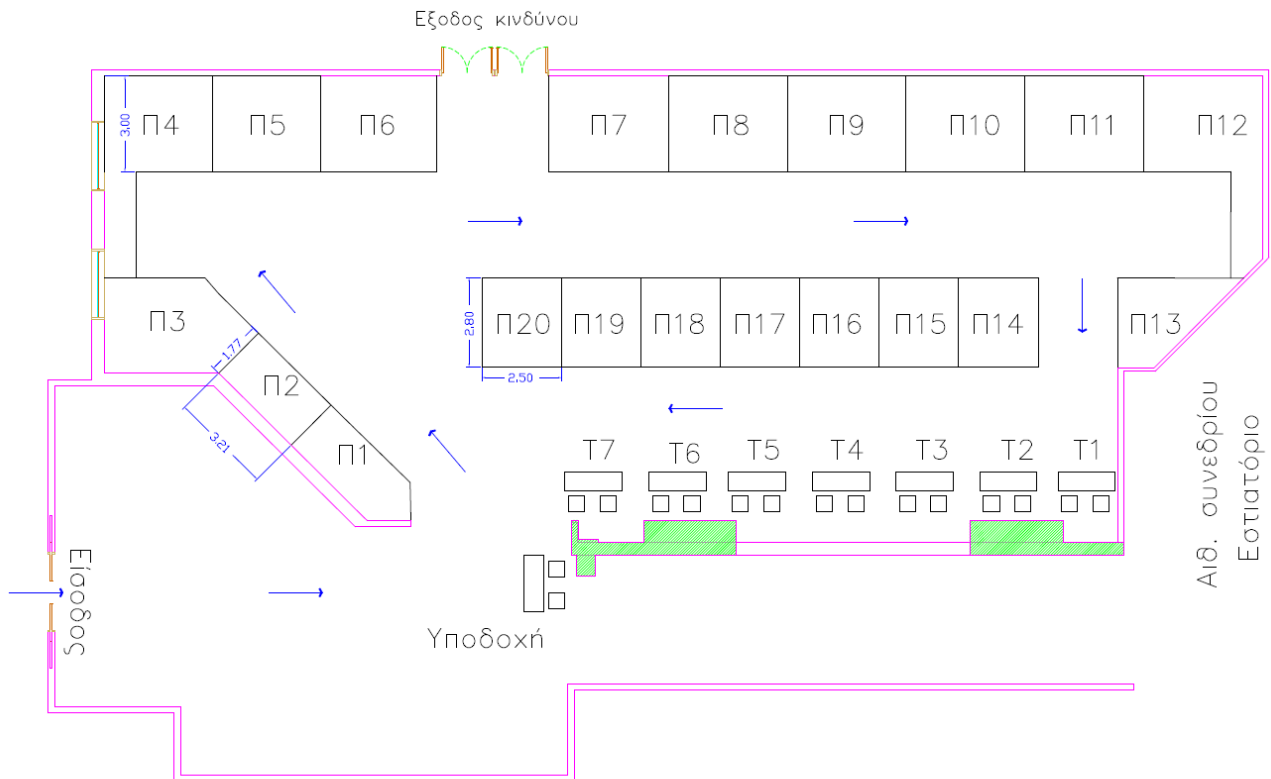 Εξοδος κινδύνου
Π4
Π5
Π6
Π7
Π8
Π9
Π10
Π11
Π12
3.00
Π3
1.77
Π2
3.21
Π1
2.80
Π20
Π19
Π18
Π17
Π16
Π15
Π14
Π13
2.50
T7
T6
T5
T4
T3
T2
T1
Είσοδος
Υποδοχή
Αιθ. συνεδρίου
Εστιατόριο